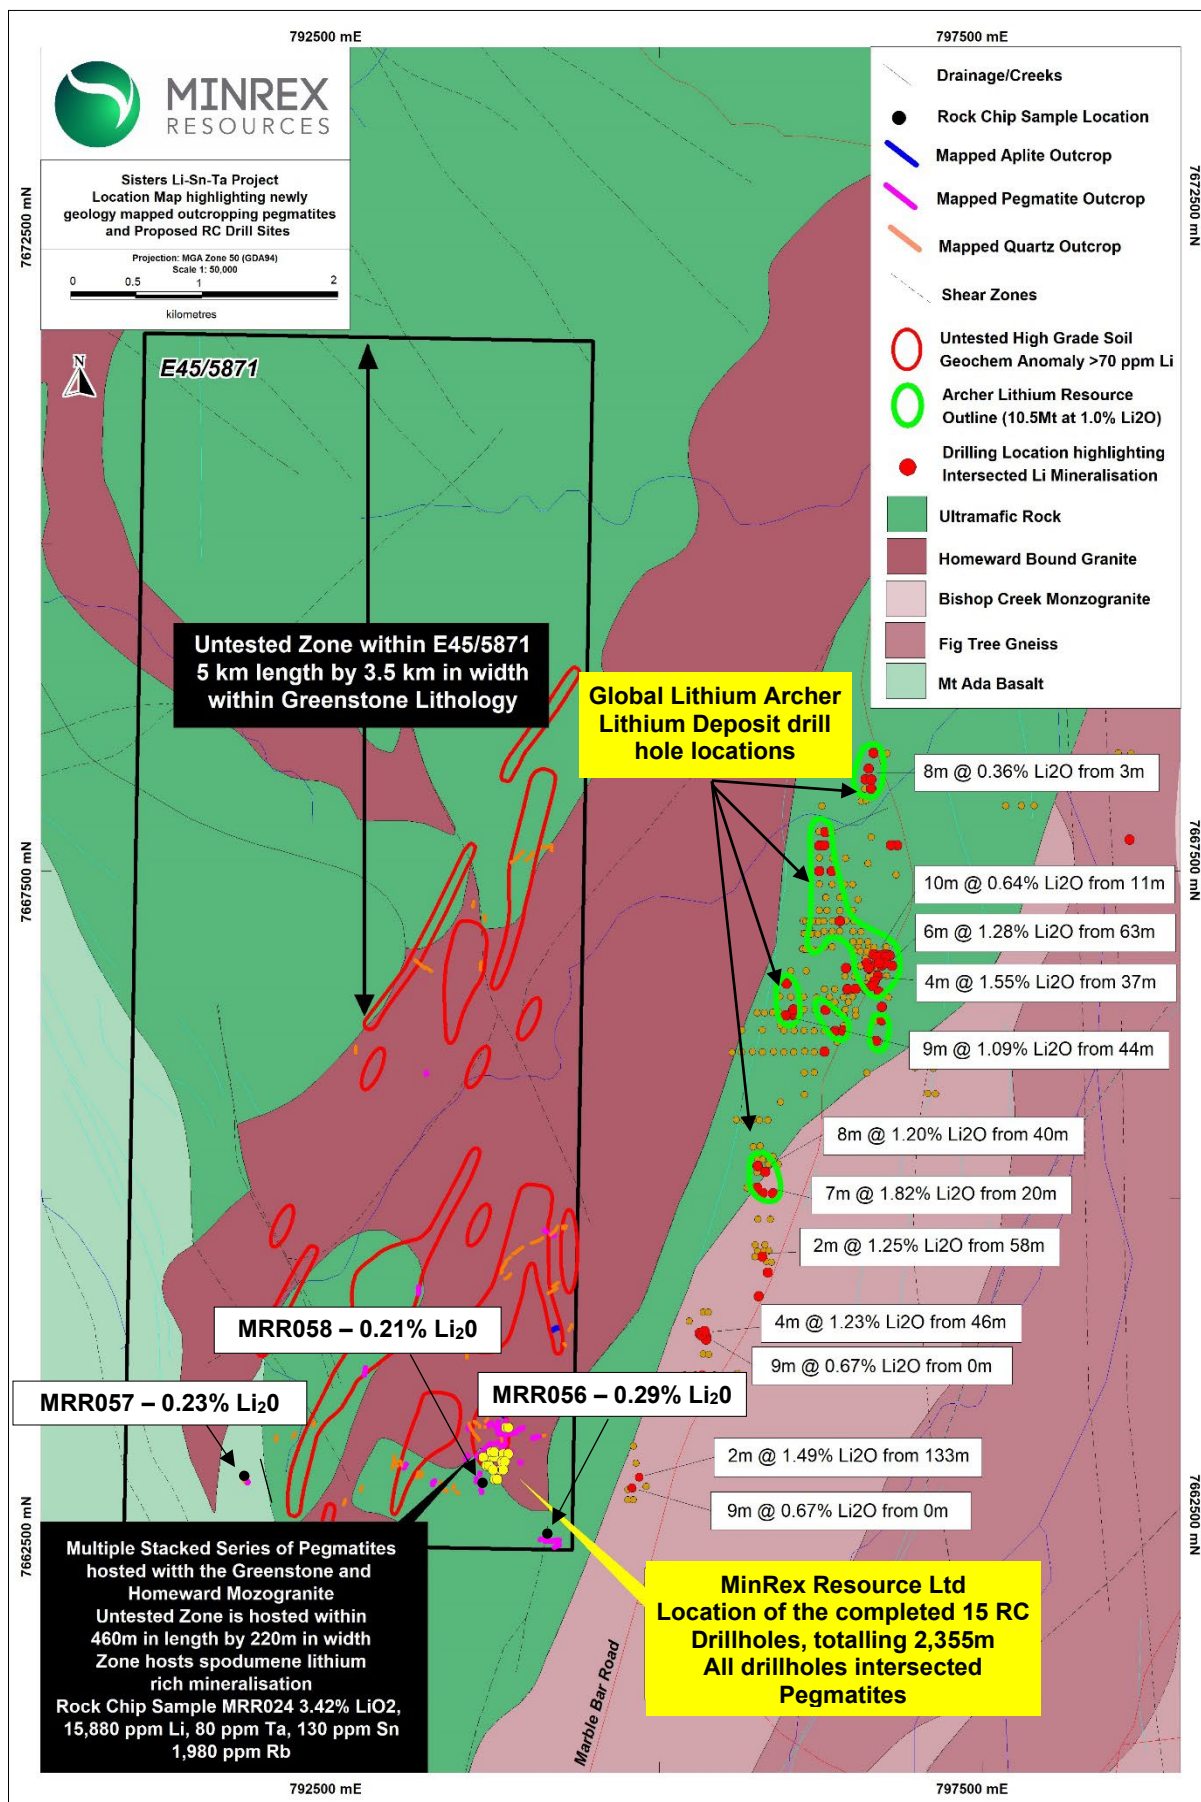 792500 mE
797500 mE
MINREX
RESOURCES
Sisters Li-Sn-Ta Project
Location Map highlighting newly
geology mapped outcropping pegmatites
and Proposed RC Drill Sites
Projection: MGA Zone 50 (GDA94)
Scale 1: 50,000
0 0.5 1 2
kilometres
7672500 mN
7672500 mN
Drainage/Creeks
Rock Chip Sample Location
Mapped Aplite Outcrop
Mapped Pegmatite Outcrop
Mapped Quartz Outcrop
Shear Zones
Untested High Grade Soil
Geochem Anomaly >70 ppm Li
Archer Lithium Resource
Outline (10.5Mt at 1.0% Li2O)
Drilling Location highlighting
Intersected Li Mineralisation
Ultramafic Rock
Homeward Bound Granite
Bishop Creek Monzogranite
Fig Tree Gneiss
Mt Ada Basalt
N
E45/5871
Untested Zone within E45/5871
5 km length by 3.5 km in width
within Greenstone Lithology
Global Lithium Archer
Lithium Deposit drill
hole locations
8m @ 0.36% Li2O from 3m
7667500 mN
7667500 mN
10m @ 0.64% Li2O from 11m
6m @ 1.28% Li2O from 63m
4m @ 1.55% Li2O from 37m
9m @ 1.09% Li2O from 44m
8m @ 1.20% Li2O from 40m
7m @ 1.82% Li2O from 20m
2m @ 1.25% Li2O from 58m
4m @ 1.23% Li2O from 46m
9m @ 0.67% Li2O from 0m
MRR058 – 0.21% Li₂0
MRR057 – 0.23% Li₂0
MRR056 – 0.29% Li₂0
2m @ 1.49% Li2O from 133m
9m @ 0.67% Li2O from 0m
7662500 mN
7662500 mN
Multiple Stacked Series of Pegmatites
hosted witth the Greenstone and
Homeward Mozogranite
Untested Zone is hosted within
460m in length by 220m in width
Zone hosts spodumene lithium
rich mineralisation
Rock Chip Sample MRR024 3.42% LiO2,
15,880 ppm Li, 80 ppm Ta, 130 ppm Sn
1,980 ppm Rb
MinRex Resource Ltd
Location of the completed 15 RC
Drillholes, totalling 2,355m
All drillholes intersected
Pegmatites
Marble Bar Road
792500 mE
797500 mE